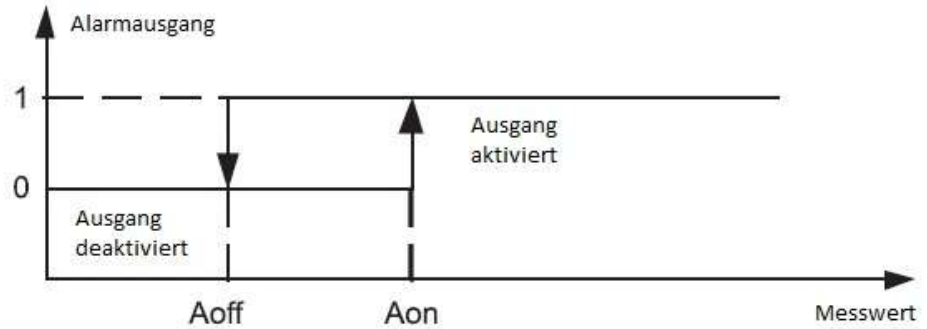 Alarmausgang
1
Ausgang
aktiviert
0
Ausgang
deaktiviert
Aoff
Aon
Messwert